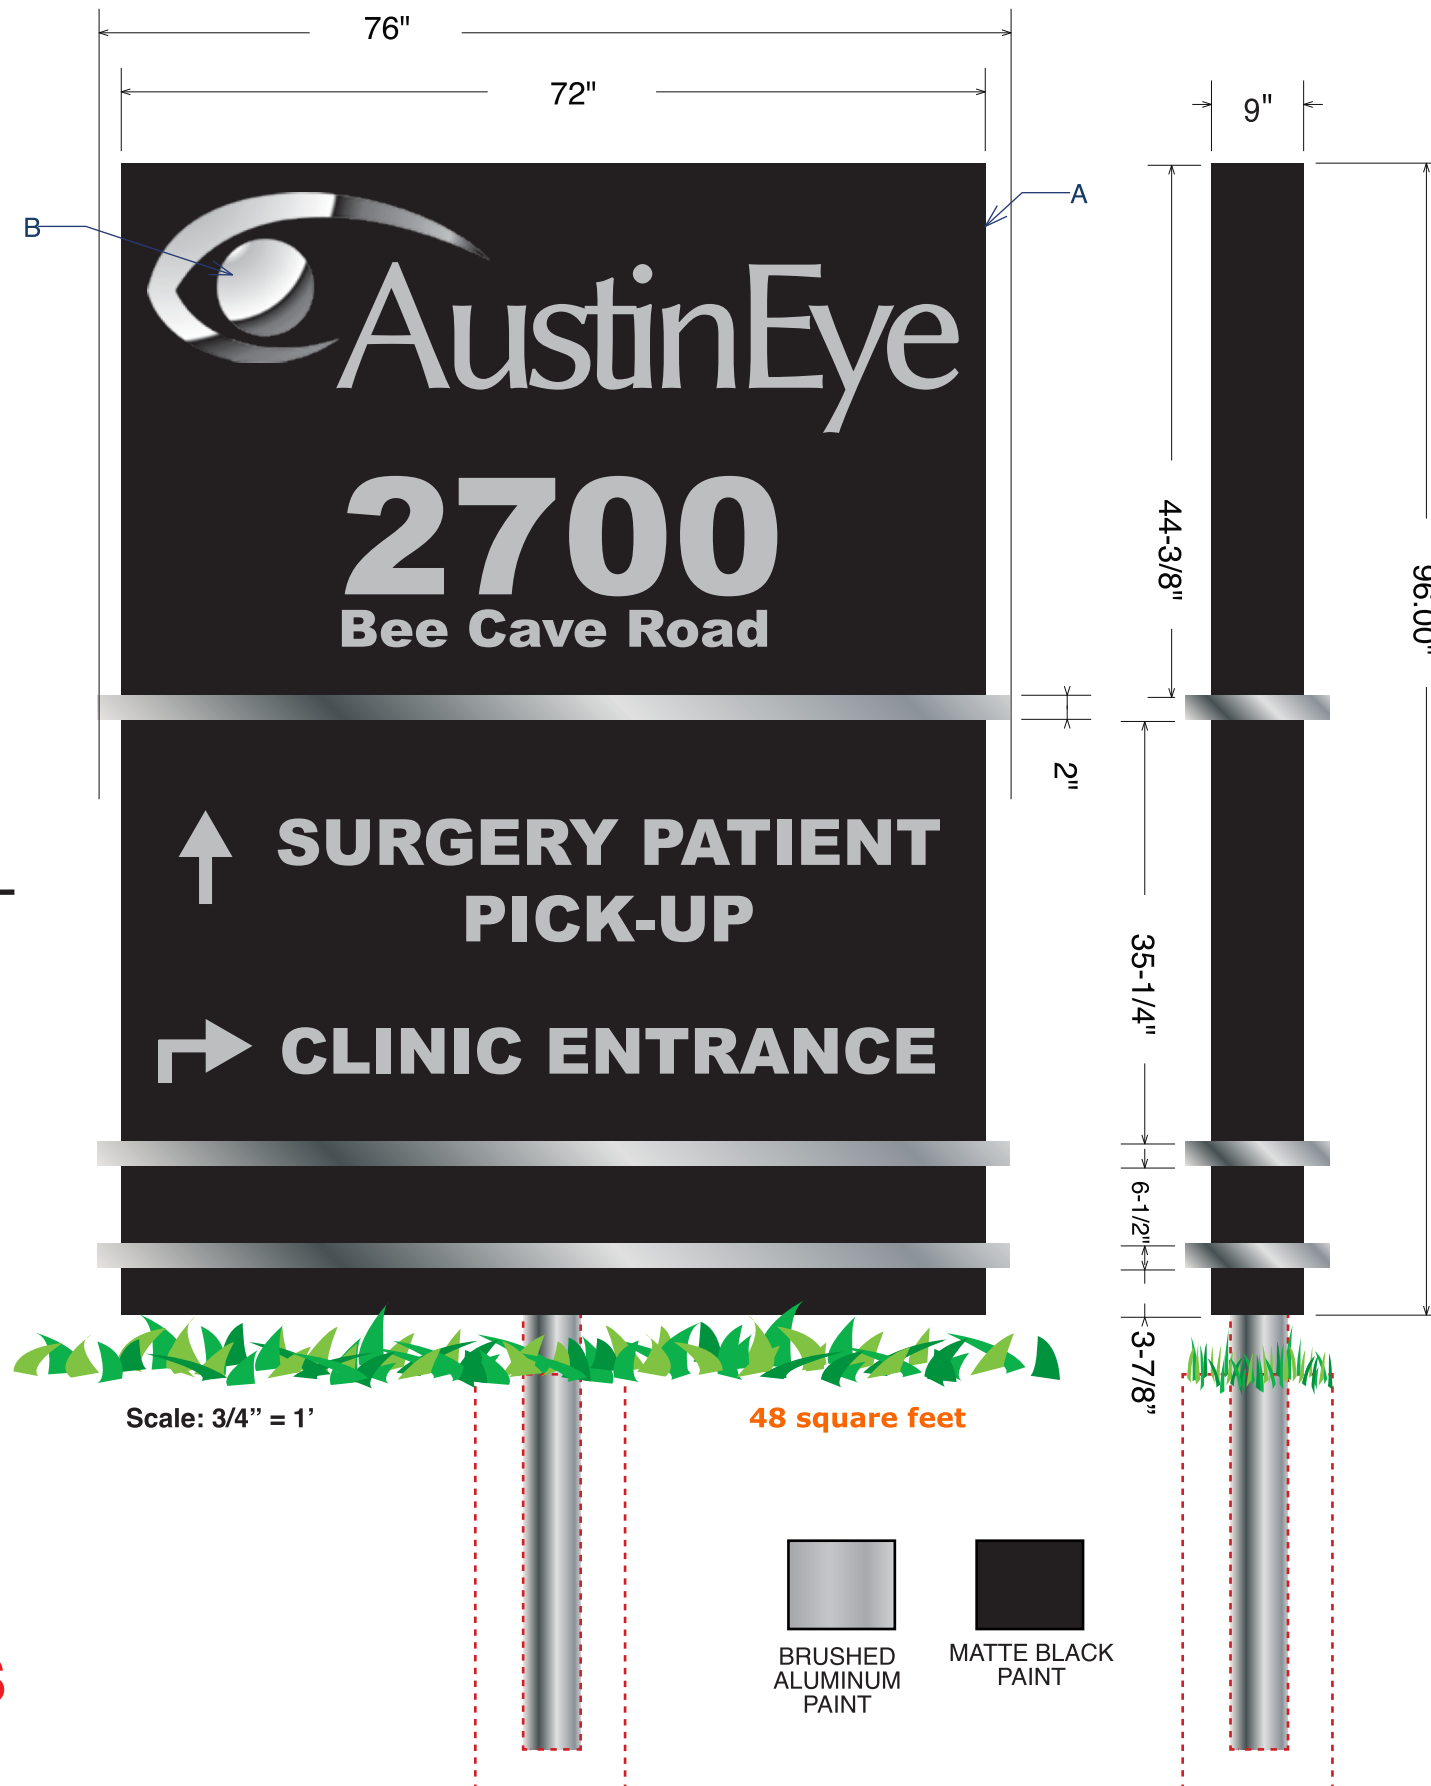 76"
72"
9"
A
B
AustinEye
2700
Bee Cave Road
44-3/8"
96.00"
2"
SURGERY PATIENT
PICK-UP
35-1/4"
CLINIC ENTRANCE
6-1/2"
3-7/8”
Scale: 3/4” = 1’
48 square feet
BRUSHED
ALUMINUM
PAINT
MATTE BLACK
PAINT